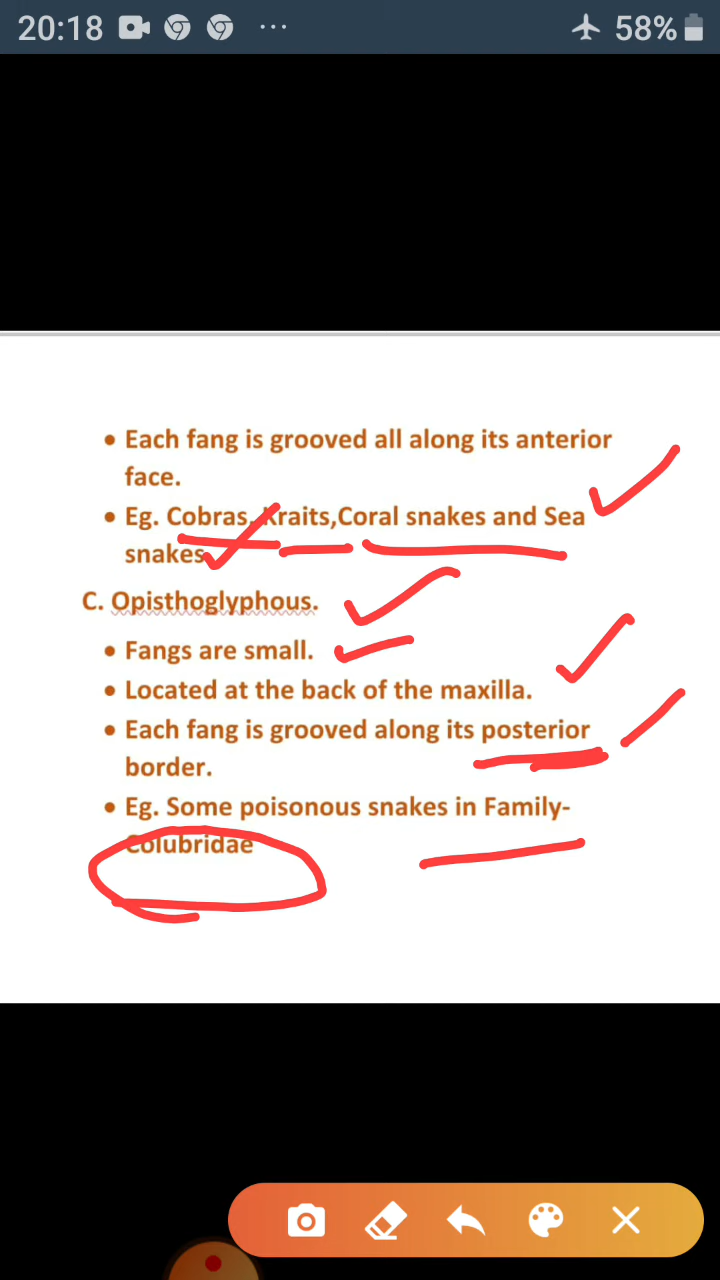 20:18 ... 58%
• Each fang is grooved all along its anterior
face.
• Eg. Cobras, Kraits,Coral snakes and Sea
snakes
C. Opisthoglyphous.
• Fangs are small.
• Located at the back of the maxilla.
• Each fang is grooved along its posterior
border.
• Eg. Some poisonous snakes in Family-
Colubridae